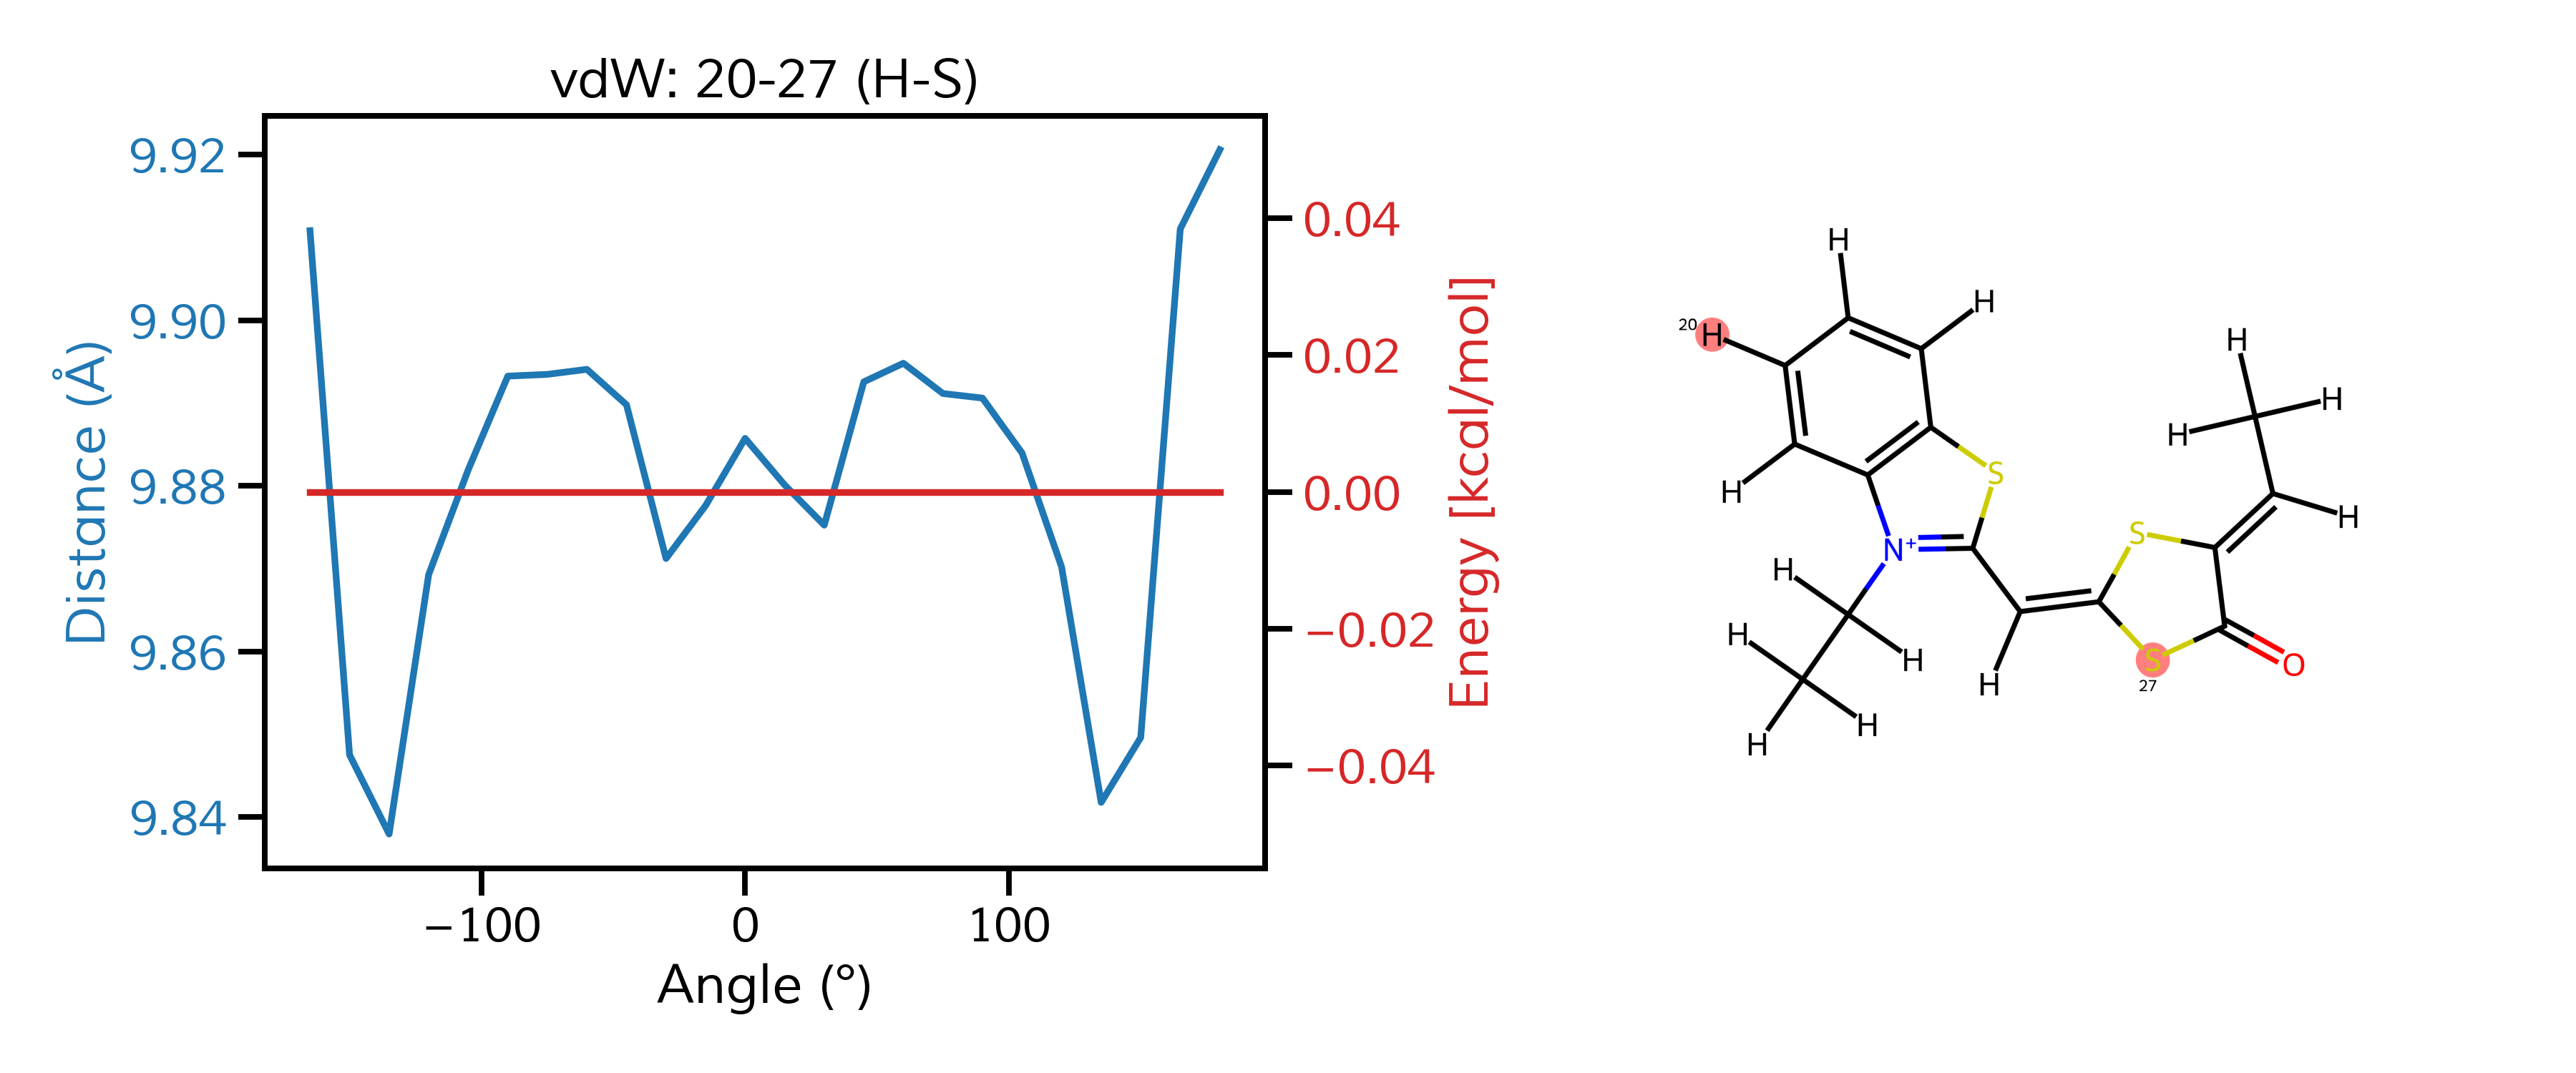 vdW: 20-27 (H-S)
Distance (Å)
9.92
9.90
9.88
9.86
9.84
0.04
0.02
0.00
−0.02
−0.04
Energy [kcal/mol]
−100
0
100
Angle (°)
H
H
20 H
H
H
H
H
S
H
S
H
N+
H
H
H
S
27
O
H
H
H
H